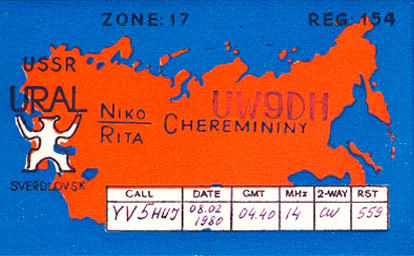 ZONE: 17 REG: 154
USSR
URAL
NIKO
RITA
CHEREMININY
UW9DH
SVERDLOVSK
CALL DATE GMT MHz 2-WAY RST
YV5HUJ 08.02 1980 04.40 14 CW 559